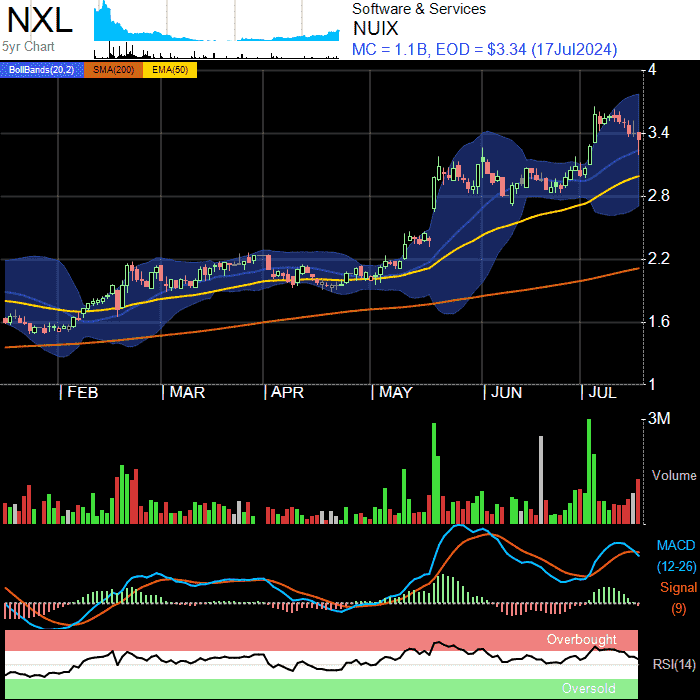 NXL
5yr Chart
Software & Services
NUIX
MC = 1.1B, EOD = $3.34 (17Jul2024)
BollBands(20,2) SMA(200) EMA(50)
4
3.4
2.8
2.2
1.6
1
FEB MAR APR MAY JUN JUL
3M
Volume
MACD
(12-26)
Signal
(9)
Overbought
RSI(14)
Oversold